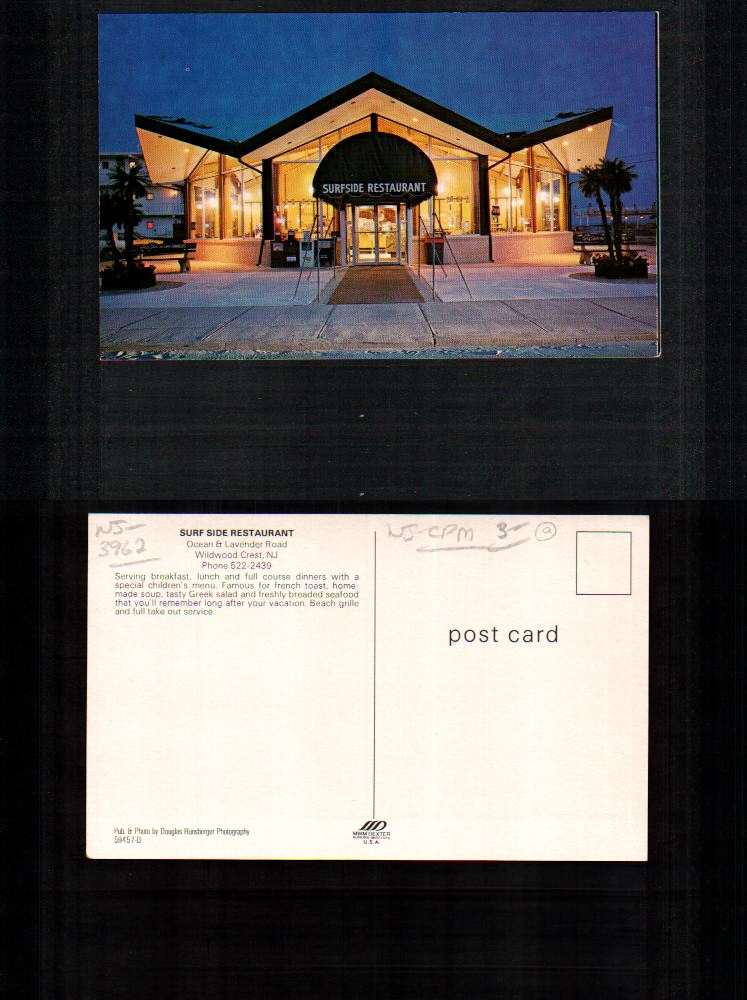 SURFSIDE RESTAURANT
NJ-
3962
SURF SIDE RESTAURANT
Ocean & Lavender Road
Wildwood Crest, NJ
Phone 522-2439
Serving breakfast, lunch and full course dinners with a
special children's menu. Famous for french toast, home-
made soup, tasty Greek salad and freshly breaded seafood
that you'll remember long after your vacation. Beach grille
and full take out service
NJ-CPM 3- a
post card
Pub. & Photo by Douglas Hunsberger Photography
59457-D
MWM DEXTER
U.S.A.